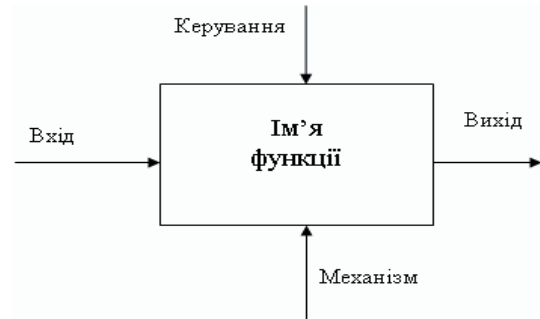 Керування
Вхід
Ім’я
функції
Вихід
Механізм